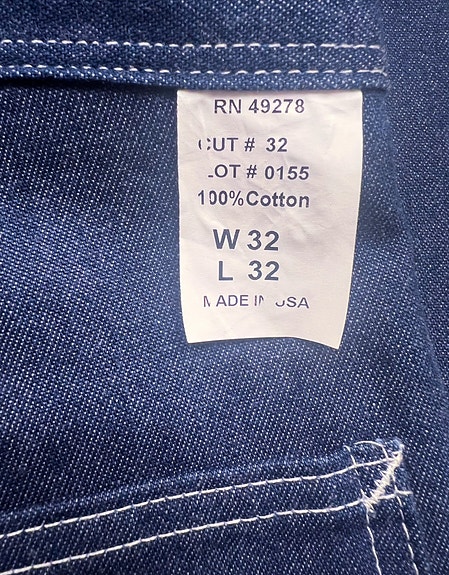 RN 49278
CUT # 32
LOT # 0155
100%Cotton
W 32
L 32
MADE IN USA